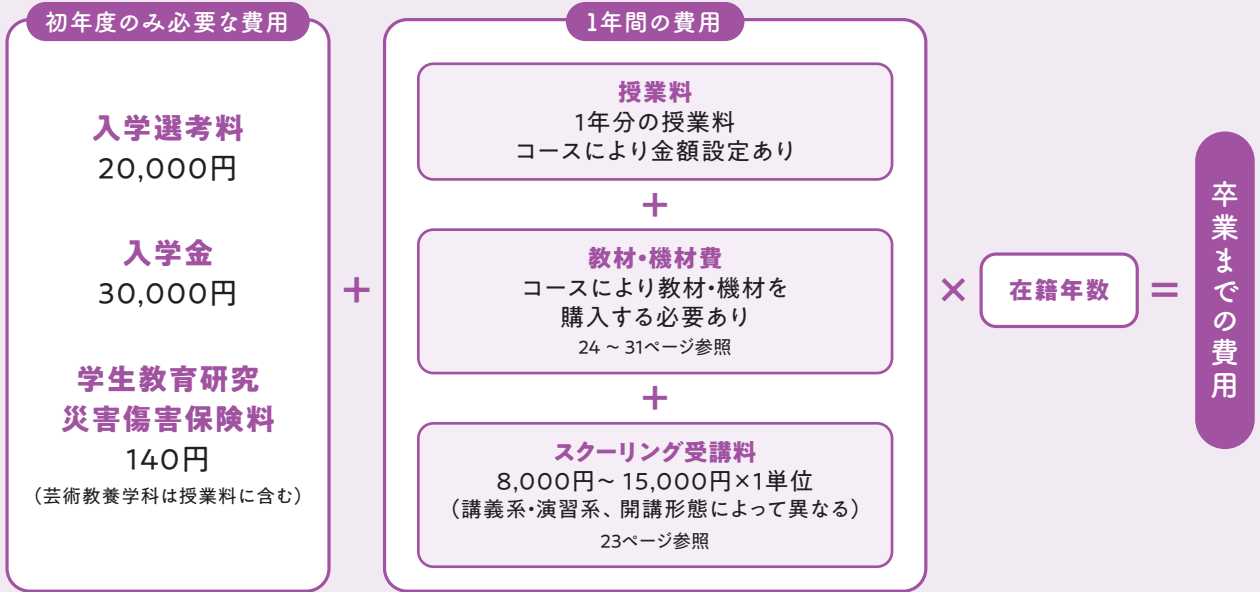 初年度のみ必要な費用
入学選考料
20,000円
入学金
30,000円
学生教育研究
災害傷害保険料
140円
（芸術教養学科は授業料に含む）
+
1年間の費用
授業料
1年分の授業料
コースにより金額設定あり
+
教材・機材費
コースにより教材・機材を
購入する必要あり
24 ～ 31ページ参照
+
スクーリング受講料
8,000円～ 15,000円×1単位
（講義系・演習系、開講形態によって異なる）
23ページ参照
×
在籍年数
=
卒業までの費用